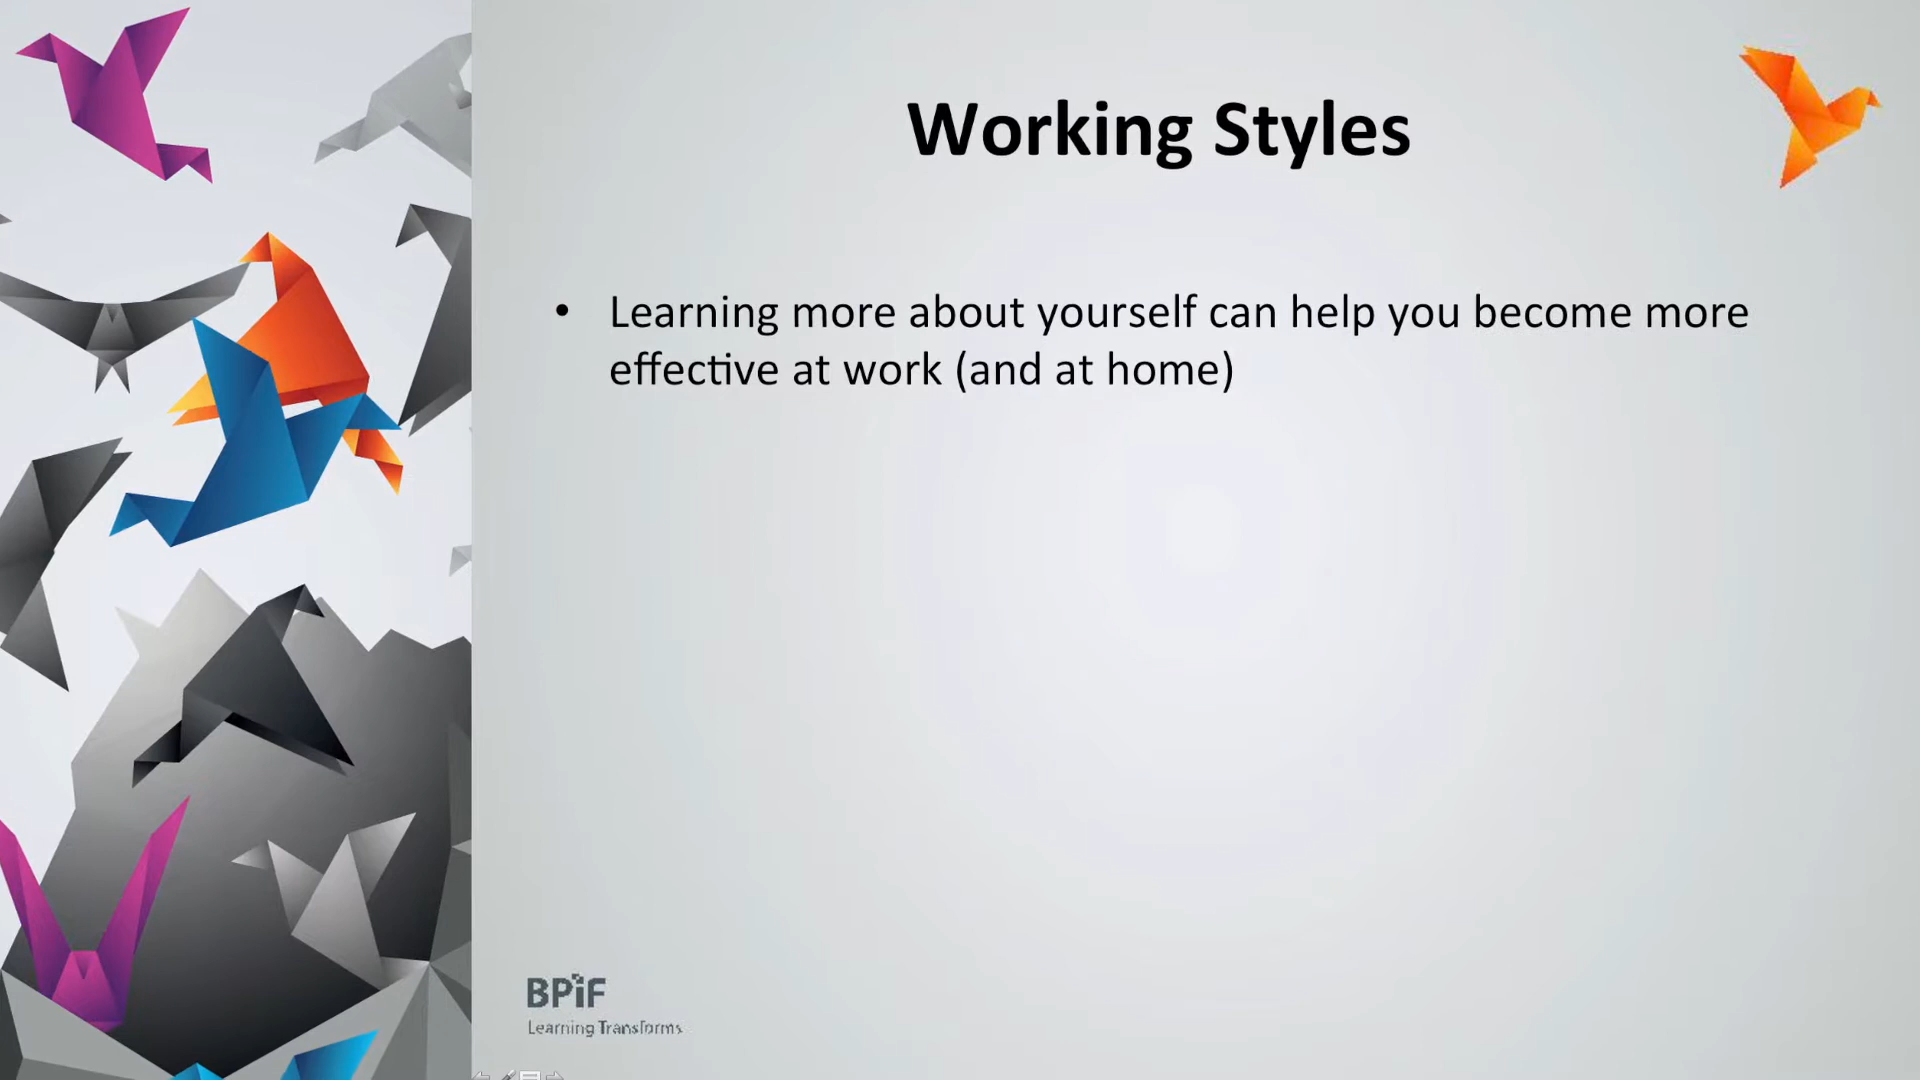 Working Styles
• Learning more about yourself can help you become more
effective at work (and at home)
BPiF
Learning Transforms